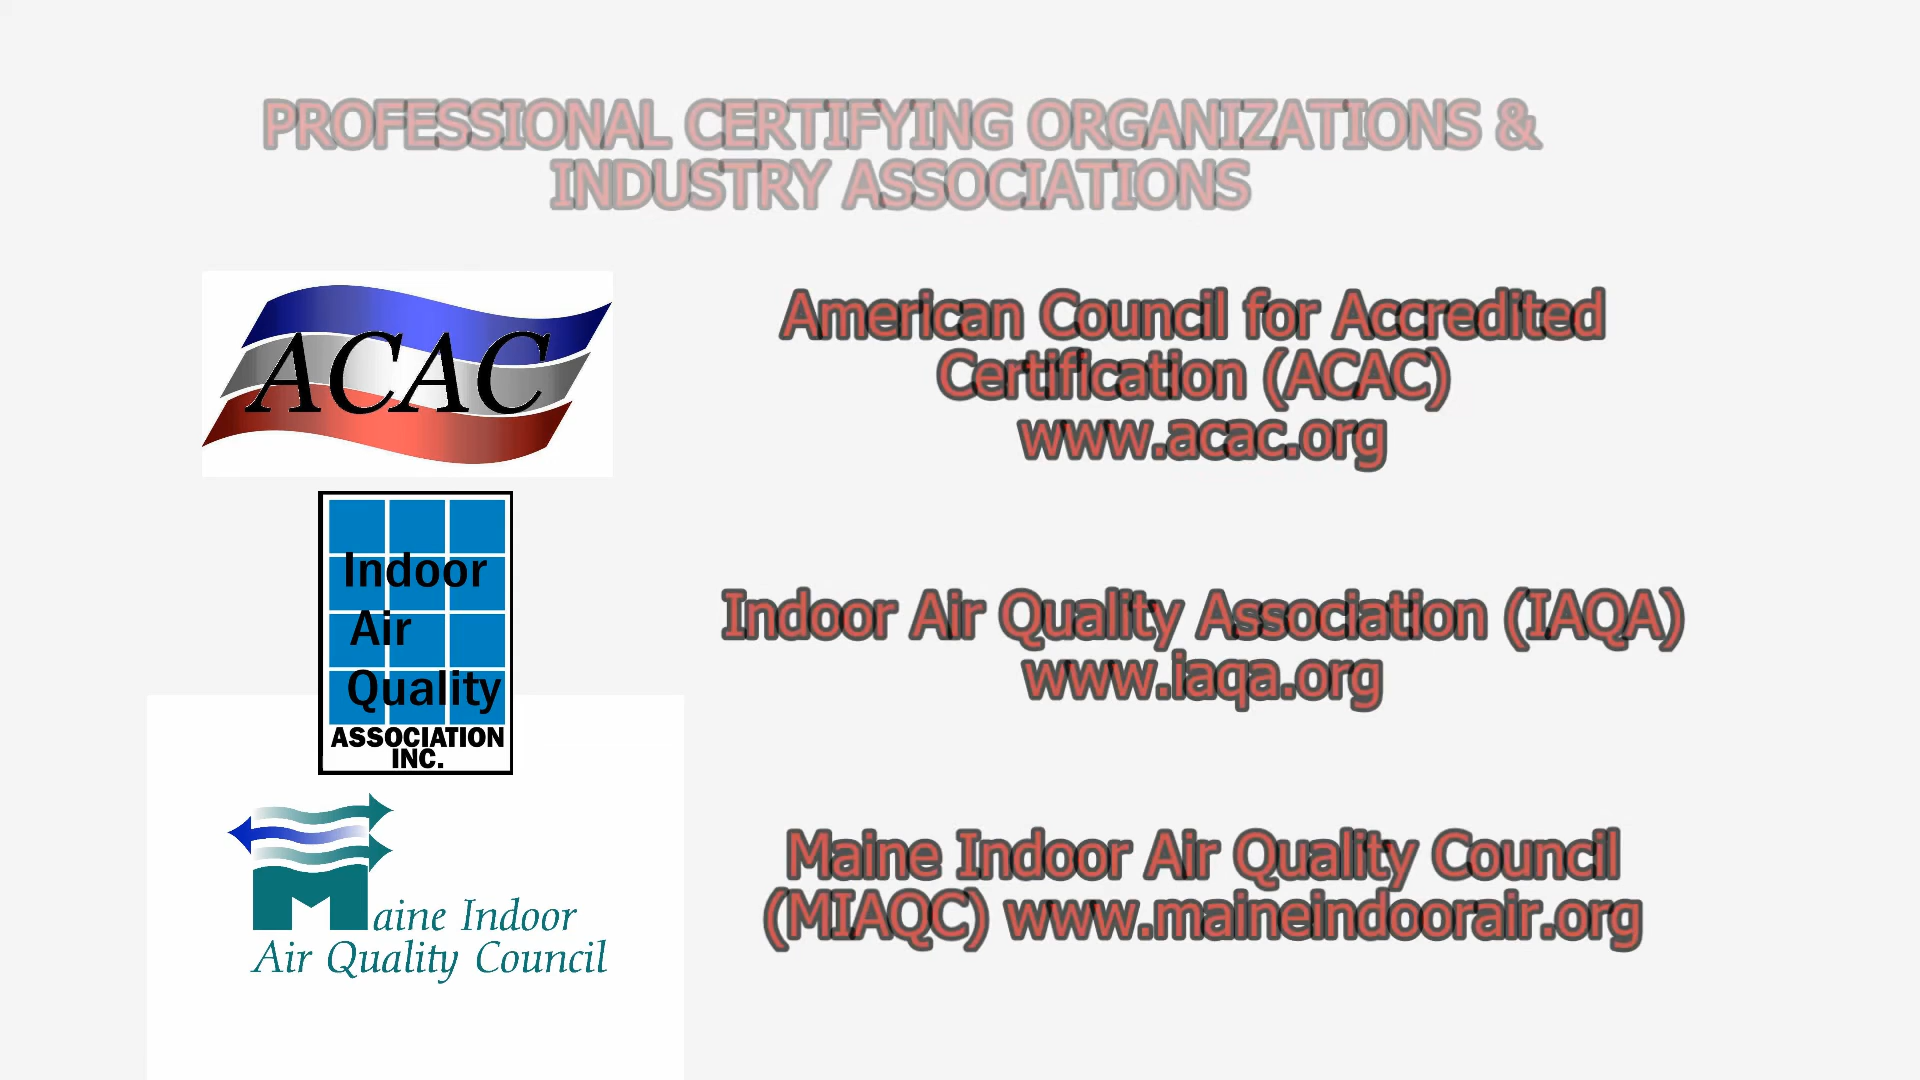 PROFESSIONAL CERTIFYING ORGANIZATIONS &
INDUSTRY ASSOCIATIONS
ACAC
American Council for Accredited
Certification (ACAC)
www.acac.org
Indoor
Air
Quality
ASSOCIATION
INC.
Indoor Air Quality Association (IAQA)
www.iaqa.org
Maine Indoor
Air Quality Council
Maine Indoor Air Quality Council
(MIAQC) www.maineindoorair.org